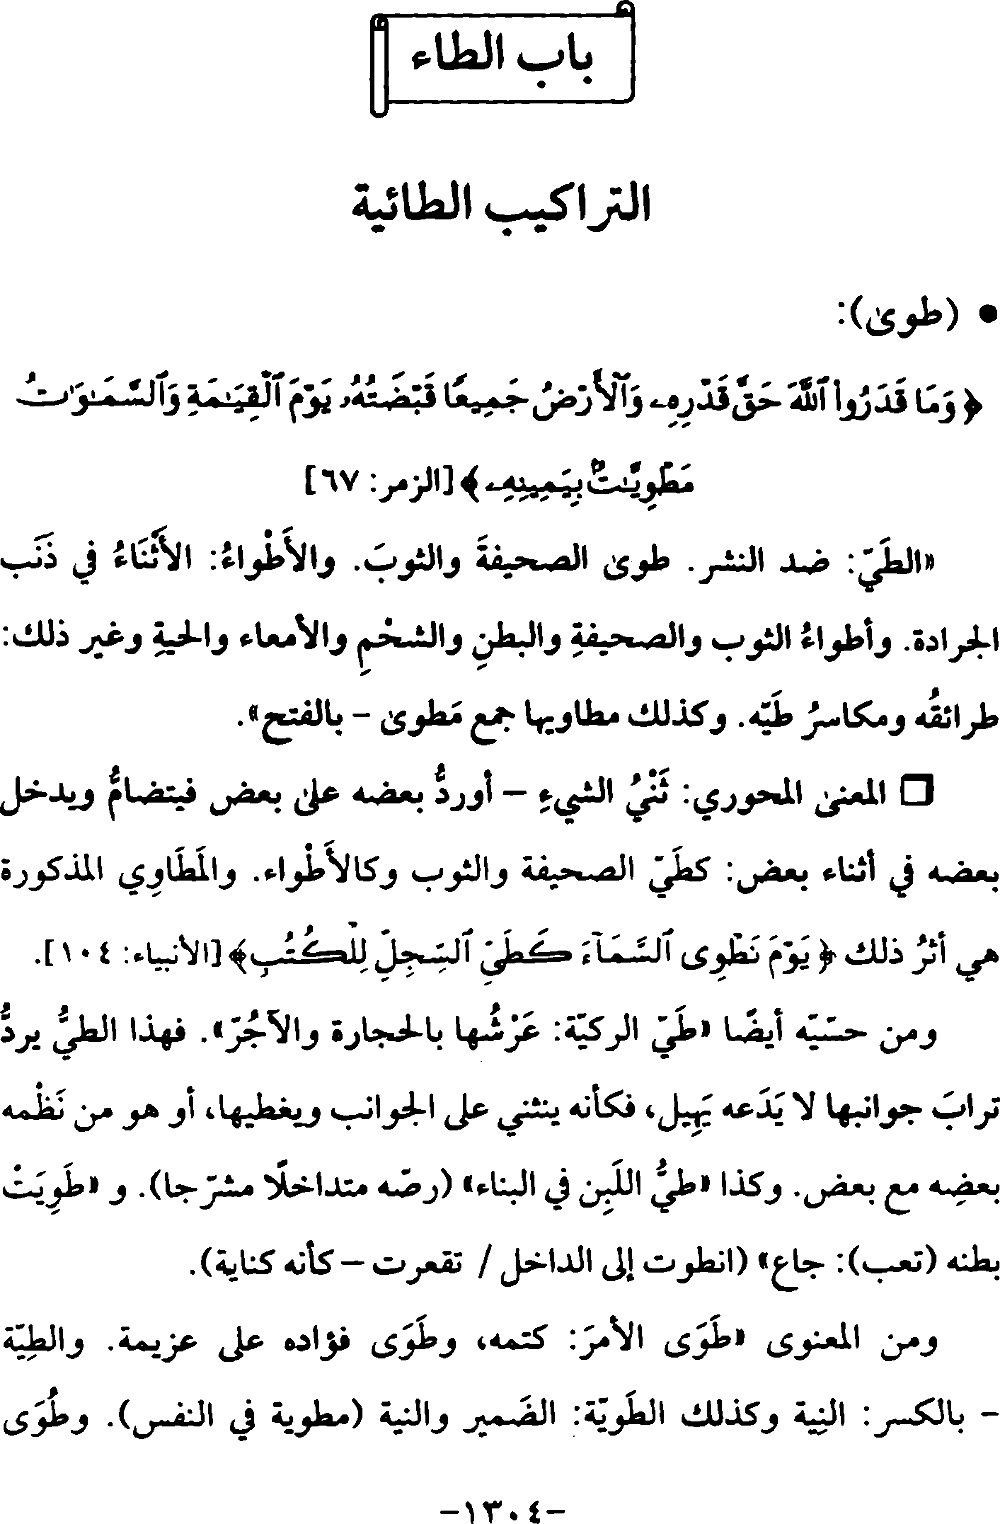 باب الطاء
التراكيب الطائية
• (طوى):
﴿وَمَا قَدَرُوا۟ ٱللَّهَ حَقَّ قَدْرِهِۦ وَٱلْأَرْضُ جَمِيعًا قَبْضَتُهُۥ يَوْمَ ٱلْقِيَـٰمَةِ وَٱلسَّمَـٰوَٰتُ
مَطْوِيَّـٰتٌۢ بِيَمِينِهِۦ﴾ [الزمر: ٦٧]
«الطَيّ: ضد النشر. طوى الصحيفةَ والثوبَ. والأَطْواءُ: الأَثْنَاءُ في ذَنَب
الجرادة. وأطواءُ الثوب والصحيفةِ والبطنِ والشحْمِ والأمعاء والحيةِ وغير ذلك:
طرائقُه ومكاسرُ طَيّه. وكذلك مطاويها جمع مَطوى – بالفتح».
□ المعنى المحوري: ثَنْيُ الشيءِ – أو ردُّ بعضه على بعض فيتضامُّ ويدخل
بعضه في أثناء بعض: كطَيّ الصحيفة والثوب وكالأَطْواء. والمَطَاوِي المذكورة
هي أثرُ ذلك ﴿يَوْمَ نَطْوِى ٱلسَّمَآءَ كَطَىِّ ٱلسِّجِلِّ لِلْكُتُبِ﴾ [الأنبياء: ١٠٤].
ومن حسّيّه أيضًا «طَيّ الركيّة: عَرْشُها بالحجارة والآجُرّ». فهذا الطيُّ يردُّ
ترابَ جوانبها لا يَدَعه يَهِيل، فكأنه ينثني على الجوانب ويغطيها، أو هو من نَظْمه
بعضِه مع بعض. وكذا «طيُّ اللَبِن في البناء» (رصّه متداخلًا مشرّجا). و «طَوِيَتْ
بطنه (تعب): جاع» (انطوت إلى الداخل / تقعرت – كأنه كناية).
ومن المعنوى «طَوَى الأمرَ: كتمه، وطَوَى فؤاده على عزيمة. والطِيّة
– بالكسر: النِية وكذلك الطَوِيّة: الضَمير والنية (مطوية في النفس). وطُوَى
–١٣٠٤–